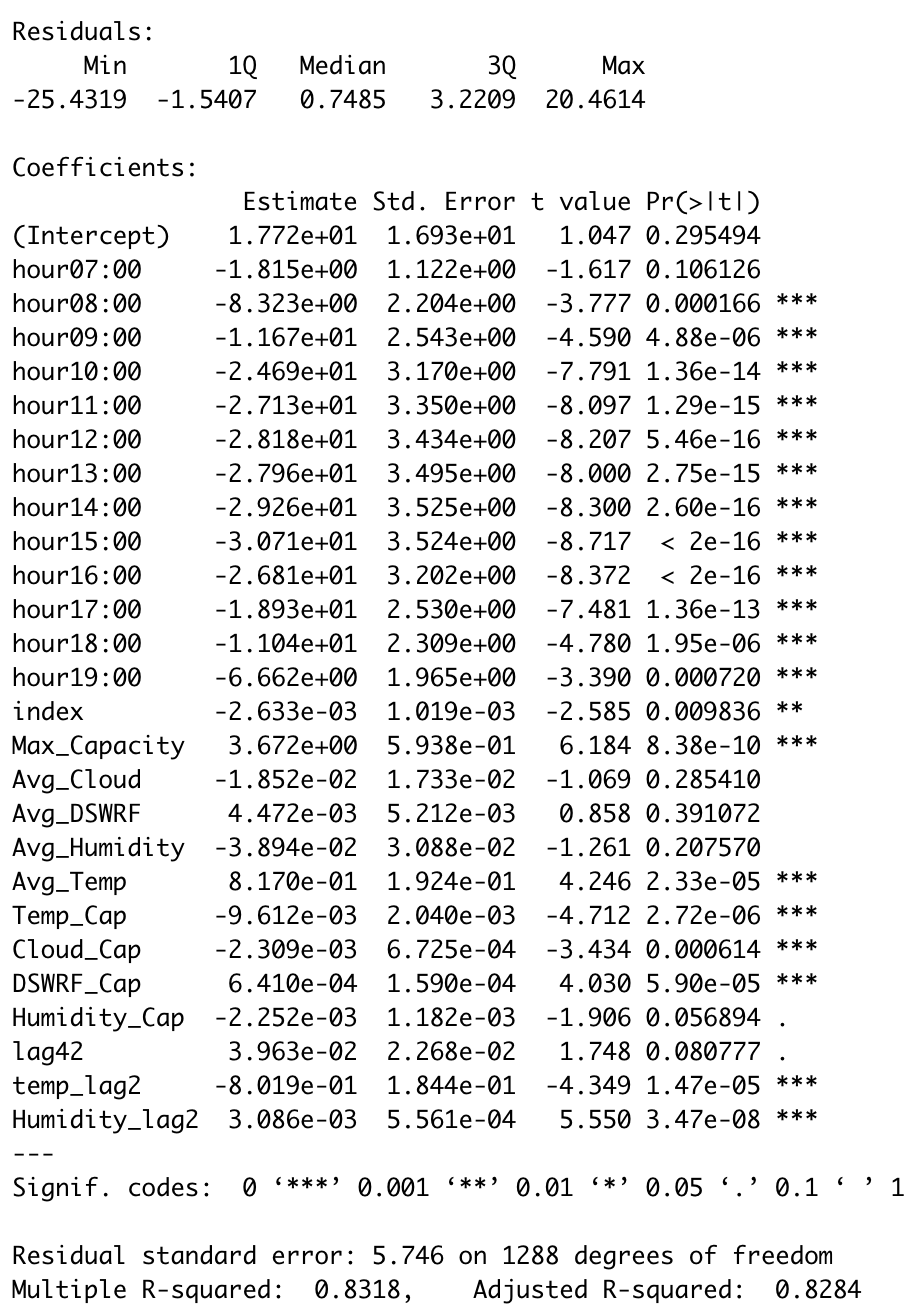 Residuals:
     Min       1Q   Median       3Q      Max
-25.4319  -1.5407   0.7485   3.2209  20.4614
Coefficients:
                Estimate Std. Error t value Pr(>|t|)
(Intercept)    1.772e+01  1.693e+01   1.047 0.295494
hour07:00     -1.815e+00  1.122e+00  -1.617 0.106126
hour08:00     -8.323e+00  2.204e+00  -3.777 0.000166 ***
hour09:00     -1.167e+01  2.543e+00  -4.590 4.88e-06 ***
hour10:00     -2.469e+01  3.170e+00  -7.791 1.36e-14 ***
hour11:00     -2.713e+01  3.350e+00  -8.097 1.29e-15 ***
hour12:00     -2.818e+01  3.434e+00  -8.207 5.46e-16 ***
hour13:00     -2.796e+01  3.495e+00  -8.000 2.75e-15 ***
hour14:00     -2.926e+01  3.525e+00  -8.300 2.60e-16 ***
hour15:00     -3.071e+01  3.524e+00  -8.717  < 2e-16 ***
hour16:00     -2.681e+01  3.202e+00  -8.372  < 2e-16 ***
hour17:00     -1.893e+01  2.530e+00  -7.481 1.36e-13 ***
hour18:00     -1.104e+01  2.309e+00  -4.780 1.95e-06 ***
hour19:00     -6.662e+00  1.965e+00  -3.390 0.000720 ***
index         -2.633e-03  1.019e-03  -2.585 0.009836 **
Max_Capacity   3.672e+00  5.938e-01   6.184 8.38e-10 ***
Avg_Cloud     -1.852e-02  1.733e-02  -1.069 0.285410
Avg_DSWRF      4.472e-03  5.212e-03   0.858 0.391072
Avg_Humidity  -3.894e-02  3.088e-02  -1.261 0.207570
Avg_Temp       8.170e-01  1.924e-01   4.246 2.33e-05 ***
Temp_Cap      -9.612e-03  2.040e-03  -4.712 2.72e-06 ***
Cloud_Cap     -2.309e-03  6.725e-04  -3.434 0.000614 ***
DSWRF_Cap      6.410e-04  1.590e-04   4.030 5.90e-05 ***
Humidity_Cap  -2.252e-03  1.182e-03  -1.906 0.056894 .
lag42          3.963e-02  2.268e-02   1.748 0.080777 .
temp_lag2     -8.019e-01  1.844e-01  -4.349 1.47e-05 ***
Humidity_lag2  3.086e-03  5.561e-04   5.550 3.47e-08 ***
---
Signif. codes:  0 ‘***’ 0.001 ‘**’ 0.01 ‘*’ 0.05 ‘.’ 0.1 ‘ ’ 1
Residual standard error: 5.746 on 1288 degrees of freedom
Multiple R-squared:  0.8318,    Adjusted R-squared:  0.8284